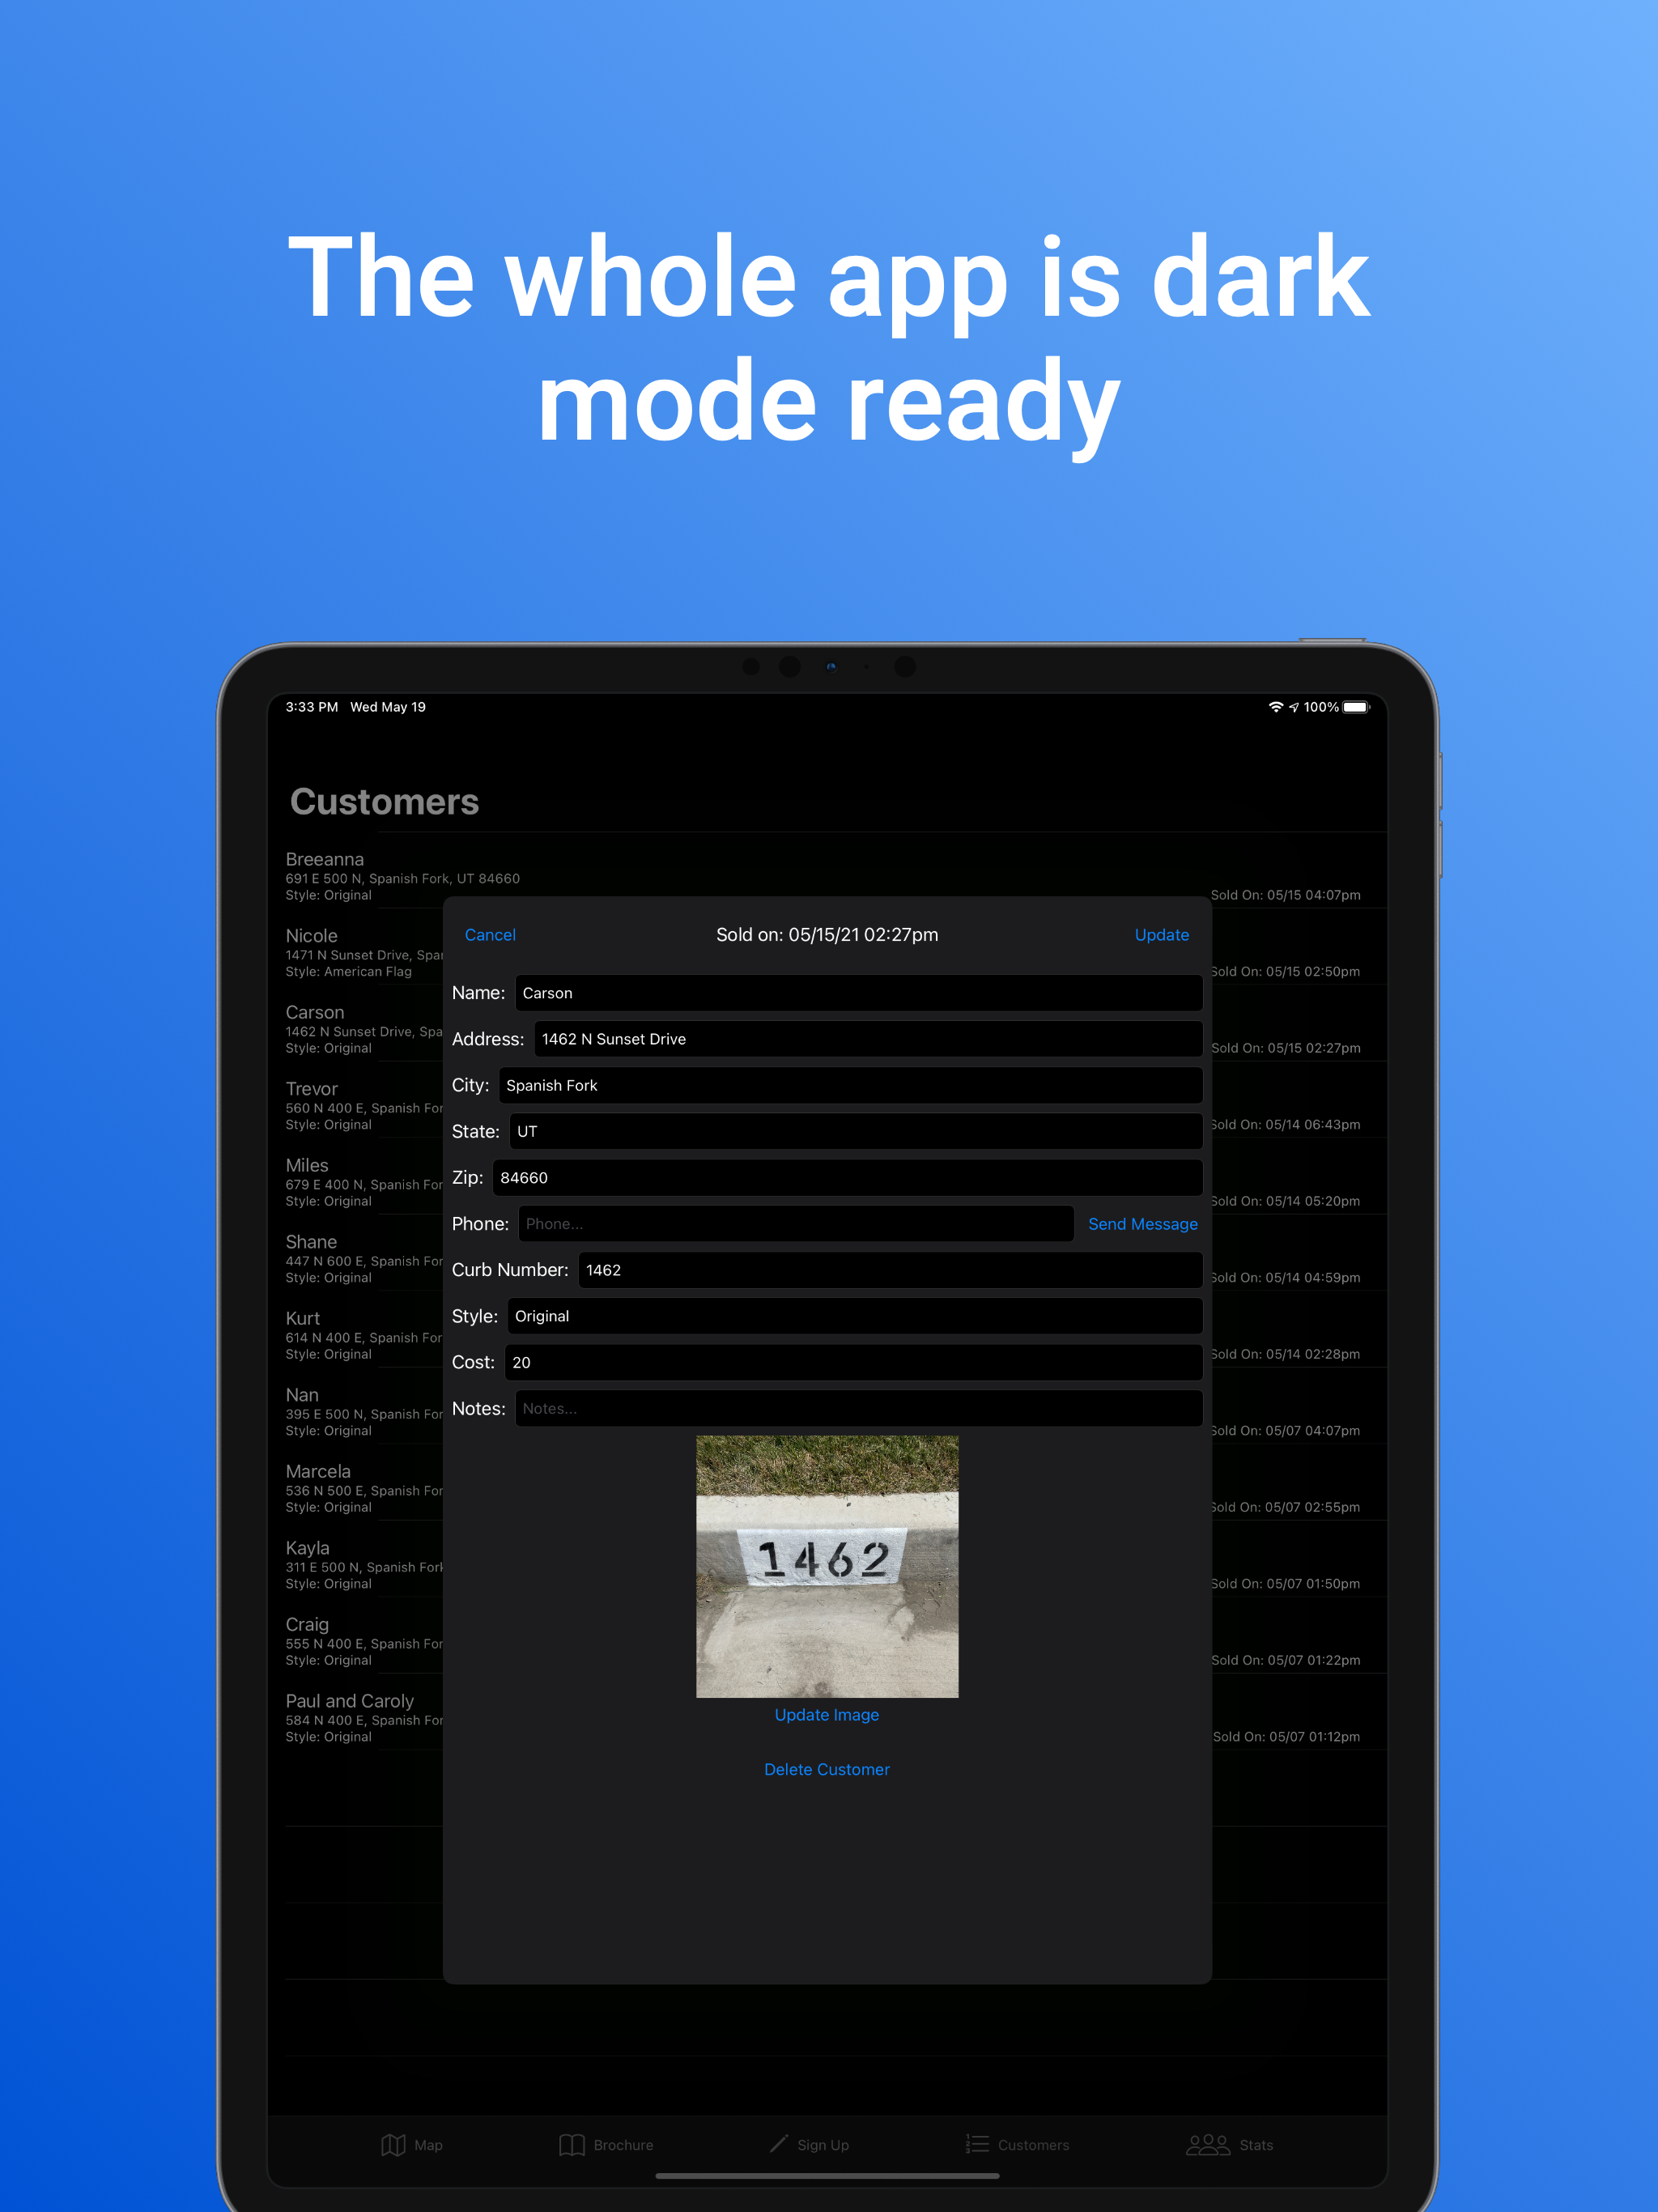 The whole app is dark
mode ready
3:33 PM Wed May 19
100%
Customers
Breeanna
691 E 500 N, Spanish Fork, UT 84660
Style: Original
Sold On: 05/15 04:07pm
Nicole
1471 N Sunset Drive, Spa
Style: American Flag
Sold On: 05/15 02:50pm
Carson
1462 N Sunset Drive, Spa
Style: Original
Sold On: 05/15 02:27pm
Trevor
560 N 400 E, Spanish For
Style: Original
Sold On: 05/14 06:43pm
Miles
679 E 400 N, Spanish For
Style: Original
Sold On: 05/14 05:20pm
Shane
447 N 600 E, Spanish For
Style: Original
Sold On: 05/14 04:59pm
Kurt
614 N 400 E, Spanish For
Style: Original
Sold On: 05/14 02:28pm
Nan
395 E 500 N, Spanish For
Style: Original
Sold On: 05/07 04:07pm
Marcela
536 N 500 E, Spanish For
Style: Original
Sold On: 05/07 02:55pm
Kayla
311 E 500 N, Spanish Fork
Style: Original
Sold On: 05/07 01:50pm
Craig
555 N 400 E, Spanish For
Style: Original
Sold On: 05/07 01:22pm
Paul and Caroly
584 N 400 E, Spanish For
Style: Original
Sold On: 05/07 01:12pm
Cancel
Sold on: 05/15/21 02:27pm
Update
Name: Carson
Address: 1462 N Sunset Drive
City: Spanish Fork
State: UT
Zip: 84660
Phone: Phone... Send Message
Curb Number: 1462
Style: Original
Cost: 20
Notes: Notes...
1462
Update Image
Delete Customer
Map
Brochure
Sign Up
Customers
Stats